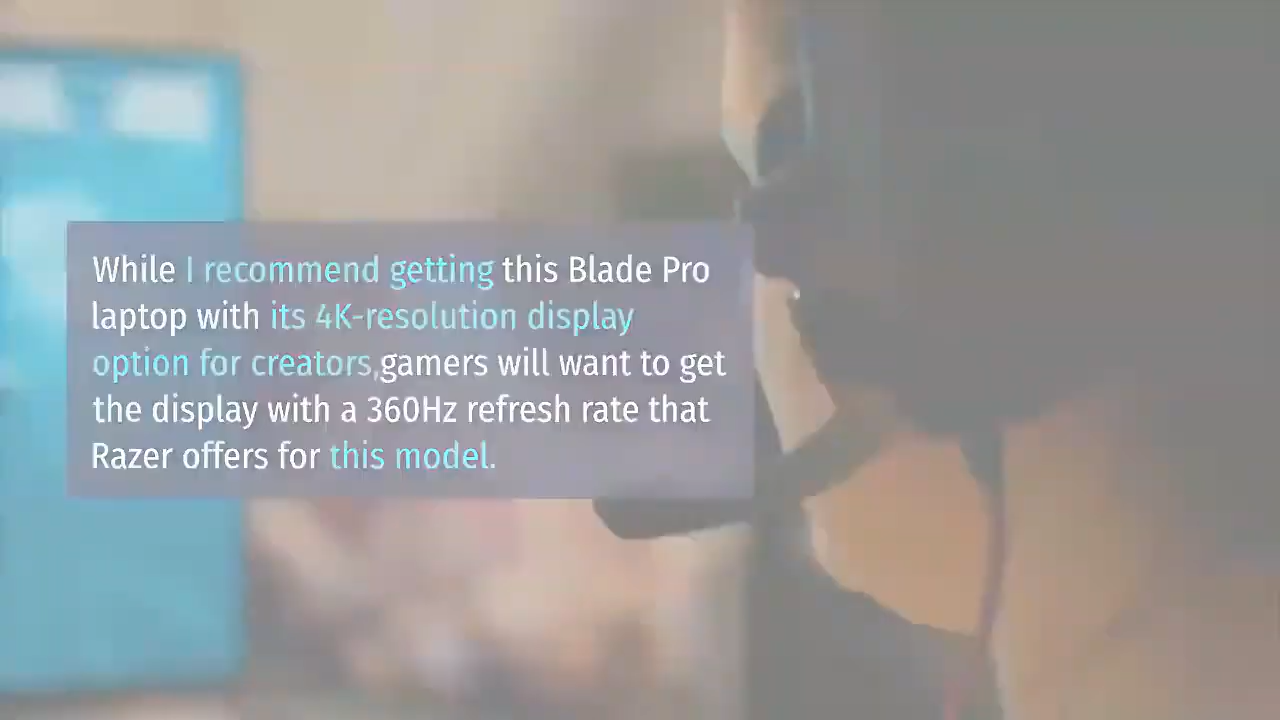 While I recommend getting this Blade Pro
laptop with its 4K-resolution display
option for creators,gamers will want to get
the display with a 360Hz refresh rate that
Razer offers for this model.